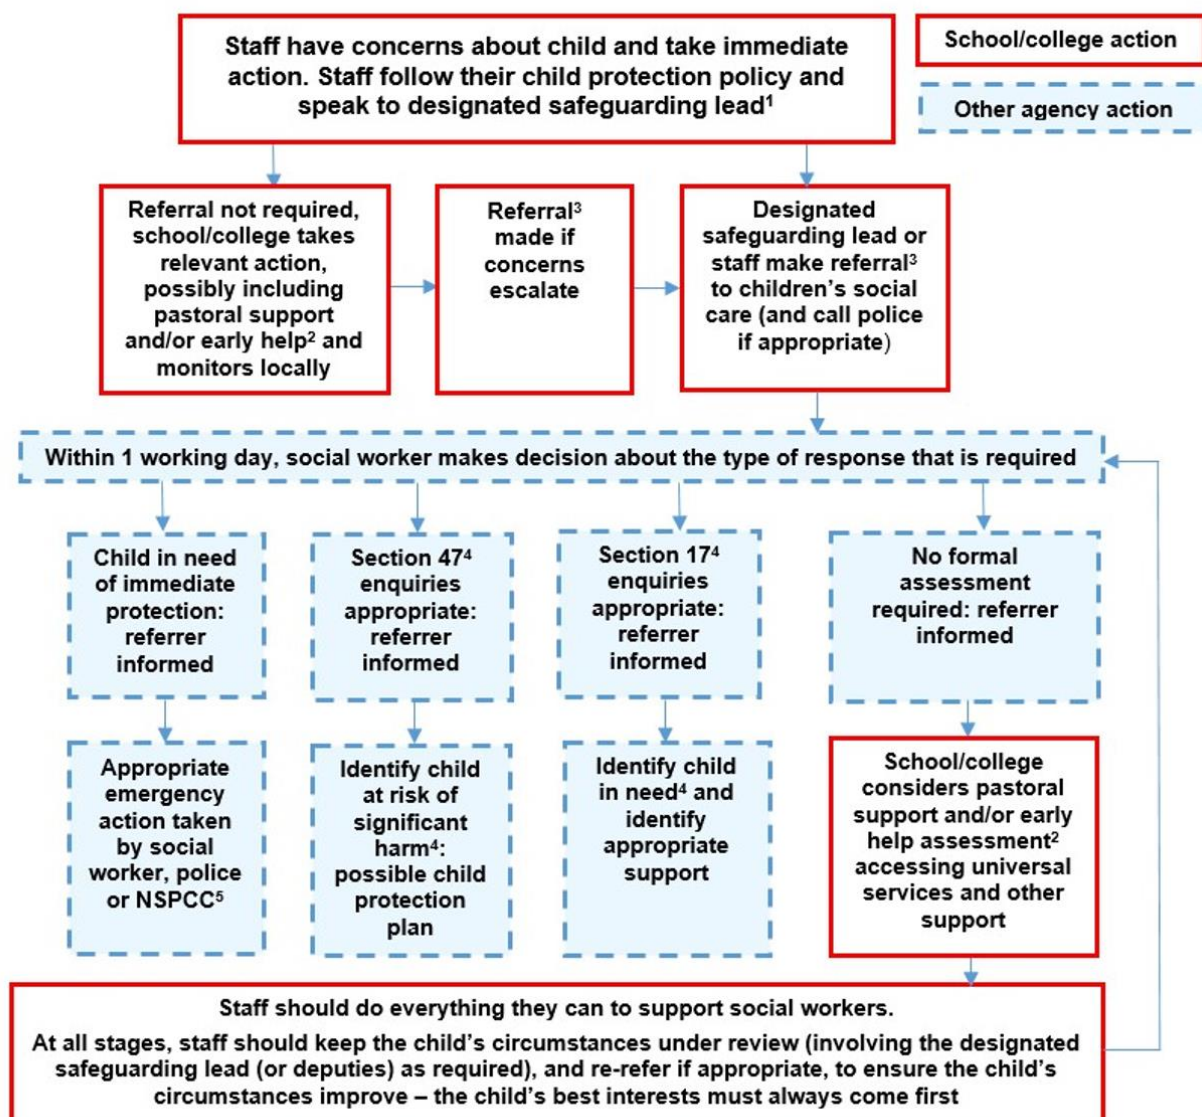 Staff have concerns about child and take immediate
action. Staff follow their child protection policy and
speak to designated safeguarding lead¹
School/college action
Other agency action
Referral not required,
school/college takes
relevant action,
possibly including
pastoral support
and/or early help² and
monitors locally
Referral³
made if
concerns
escalate
Designated
safeguarding lead or
staff make referral³
to children’s social
care (and call police
if appropriate)
Within 1 working day, social worker makes decision about the type of response that is required
Child in need
of immediate
protection:
referrer
informed
Section 47⁴
enquiries
appropriate:
referrer
informed
Section 17⁴
enquiries
appropriate:
referrer
informed
No formal
assessment
required: referrer
informed
Appropriate
emergency
action taken
by social
worker, police
or NSPCC⁵
Identify child
at risk of
significant
harm⁴:
possible child
protection
plan
Identify child
in need⁴ and
identify
appropriate
support
School/college
considers pastoral
support and/or early
help assessment²
accessing universal
services and other
support
Staff should do everything they can to support social workers.
At all stages, staff should keep the child’s circumstances under review (involving the designated
safeguarding lead (or deputies) as required), and re-refer if appropriate, to ensure the child’s
circumstances improve – the child’s best interests must always come first